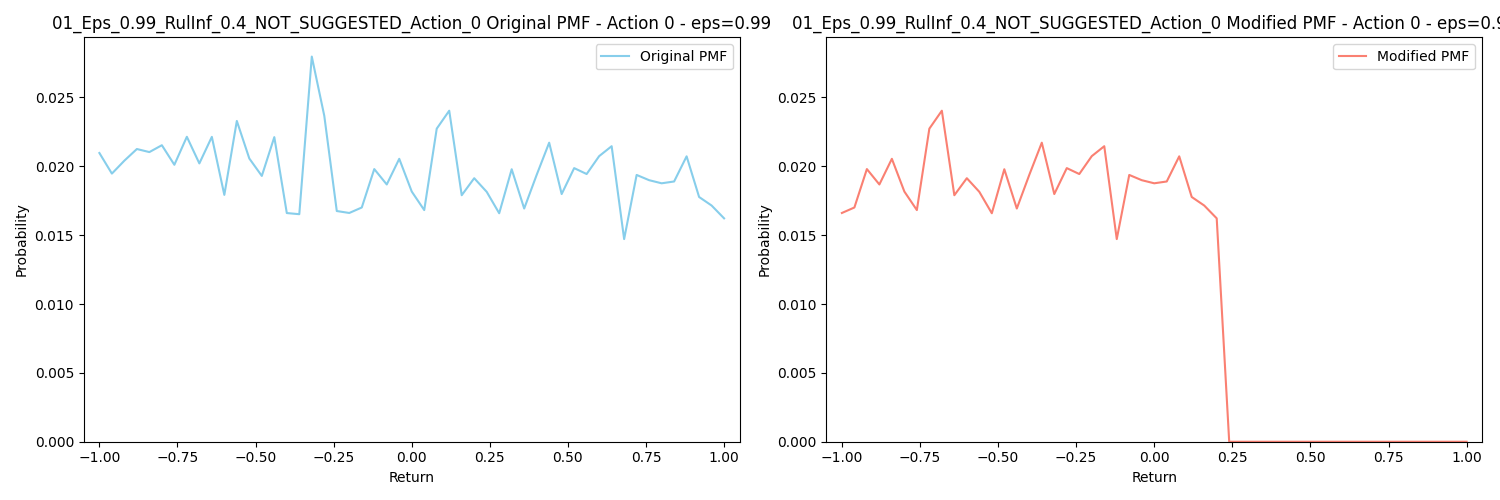 01_Eps_0.99_RulInf_0.4_NOT_SUGGESTED_Action_0 Original PMF - Action 0 - eps=0.99
Original PMF
0.025
0.020
0.015
0.010
0.005
0.000
Probability
−1.00 −0.75 −0.50 −0.25 0.00 0.25 0.50 0.75 1.00
Return
01_Eps_0.99_RulInf_0.4_NOT_SUGGESTED_Action_0 Modified PMF - Action 0 - eps=0.9
Modified PMF
0.025
0.020
0.015
0.010
0.005
0.000
Probability
−1.00 −0.75 −0.50 −0.25 0.00 0.25 0.50 0.75 1.00
Return